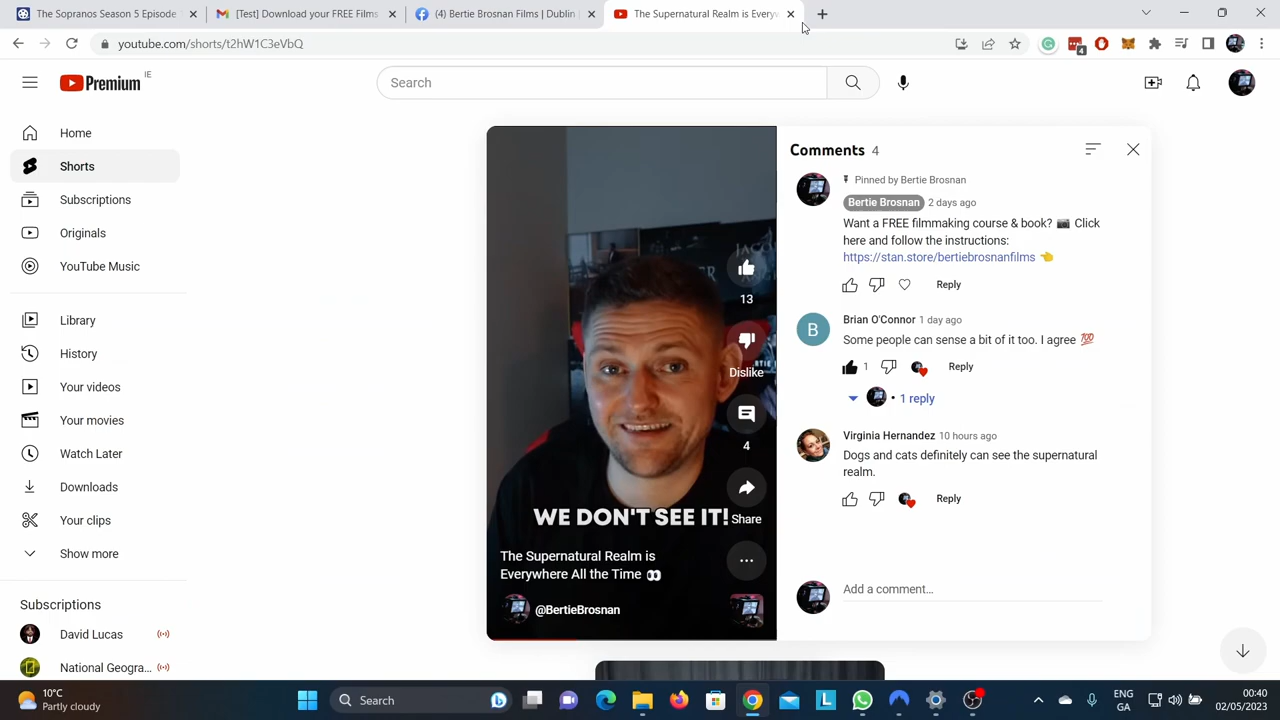 The Sopranos Season 5 Episode
[Test] Download your FREE Films
(4) Bertie Brosnan Films | Dublin
The Supernatural Realm is Everyw
youtube.com/shorts/t2hW1C3eVbQ
4
Premium IE
Search
Home
Shorts
Subscriptions
Originals
YouTube Music
Library
History
Your videos
Your movies
Watch Later
Downloads
Your clips
Show more
Subscriptions
David Lucas
National Geogra...
13
Dislike
4
Share
WE DON'T SEE IT!
The Supernatural Realm is
Everywhere All the Time 👀
@BertieBrosnan
Comments 4
Pinned by Bertie Brosnan
Bertie Brosnan 2 days ago
Want a FREE filmmaking course & book? 📷 Click
here and follow the instructions:
https://stan.store/bertiebrosnanfilms 👈
Reply
B
Brian O'Connor 1 day ago
Some people can sense a bit of it too. I agree 💯
1 Reply
• 1 reply
Virginia Hernandez 10 hours ago
Dogs and cats definitely can see the supernatural
realm.
Reply
Add a comment...
10°C
Partly cloudy
Search
L
ENG
GA
00:40
02/05/2023